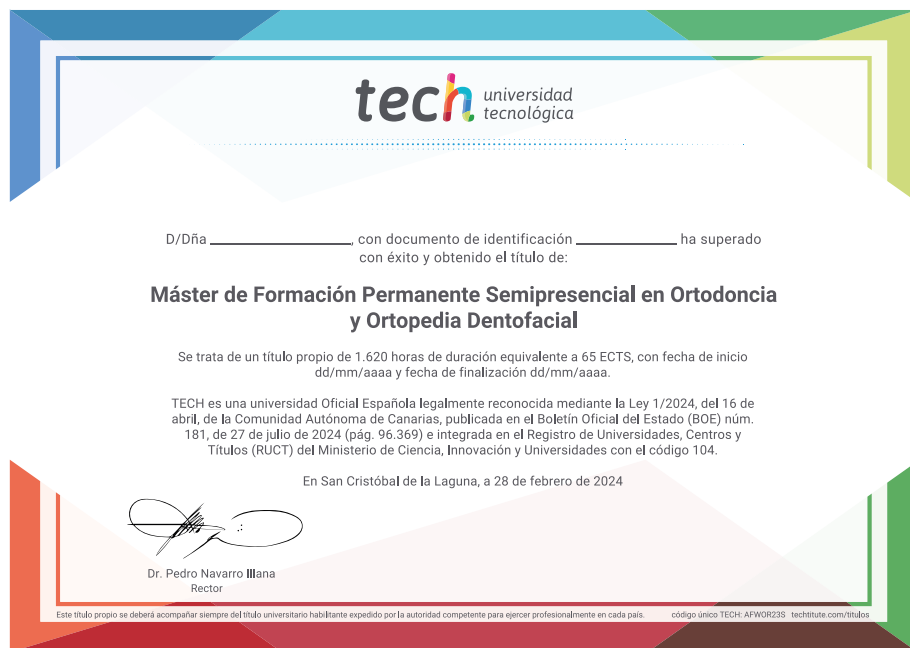 tech universidad
tecnológica
D/Dña ____________________, con documento de identificación ______________ ha superado
con éxito y obtenido el título de:
Máster de Formación Permanente Semipresencial en Ortodoncia
y Ortopedia Dentofacial
Se trata de un título propio de 1.620 horas de duración equivalente a 65 ECTS, con fecha de inicio
dd/mm/aaaa y fecha de finalización dd/mm/aaaa.
TECH es una universidad Oficial Española legalmente reconocida mediante la Ley 1/2024, del 16 de
abril, de la Comunidad Autónoma de Canarias, publicada en el Boletín Oficial del Estado (BOE) núm.
181, de 27 de julio de 2024 (pág. 96.369) e integrada en el Registro de Universidades, Centros y
Títulos (RUCT) del Ministerio de Ciencia, Innovación y Universidades con el código 104.
En San Cristóbal de la Laguna, a 28 de febrero de 2024
Dr. Pedro Navarro Illana
Rector
Este título propio se deberá acompañar siempre del título universitario habilitante expedido por la autoridad competente para ejercer profesionalmente en cada país. código único TECH: AFWOR23S techtitute.com/titulos